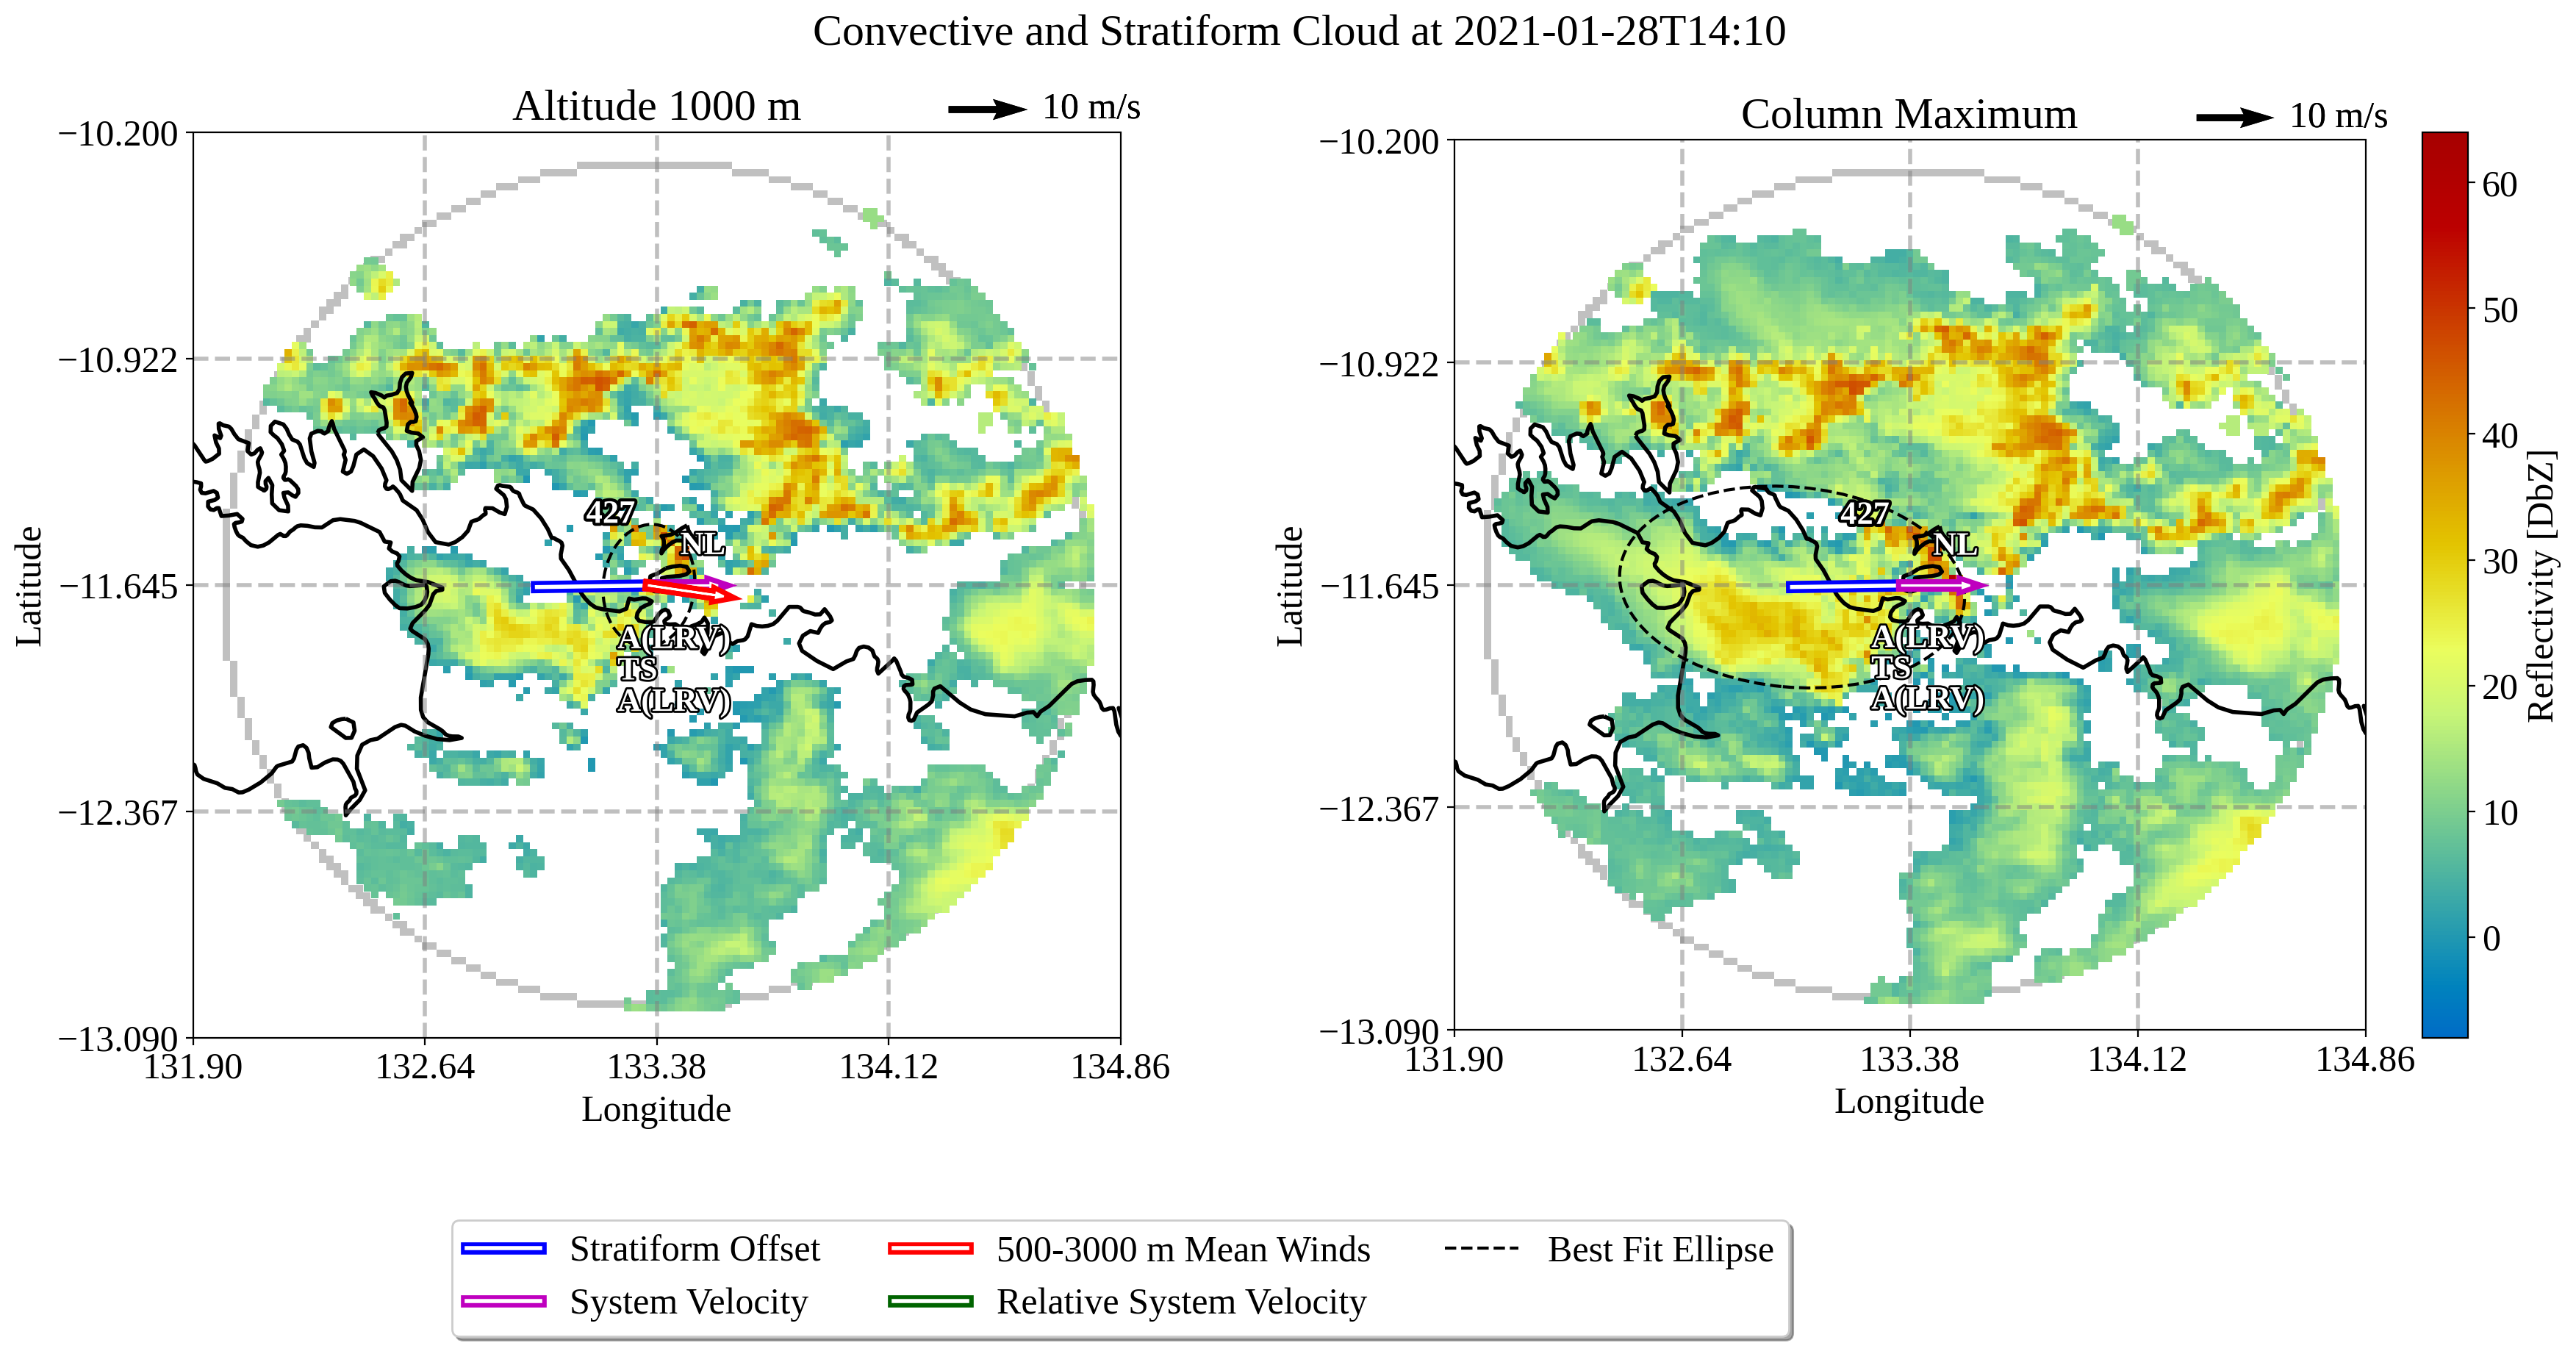 Convective and Stratiform Cloud at 2021-01-28T14:10
Altitude 1000 m
10 m/s
−10.200
−10.922
−11.645
−12.367
−13.090
Latitude
131.90
132.64
133.38
134.12
134.86
Longitude
427
NL
A(LRV)
TS
A(LRV)
Column Maximum
10 m/s
−10.200
−10.922
−11.645
−12.367
−13.090
Latitude
131.90
132.64
133.38
134.12
134.86
Longitude
427
NL
A(LRV)
TS
A(LRV)
60
50
40
30
20
10
0
Reflectivity [DbZ]
Stratiform Offset
500-3000 m Mean Winds
Best Fit Ellipse
System Velocity
Relative System Velocity